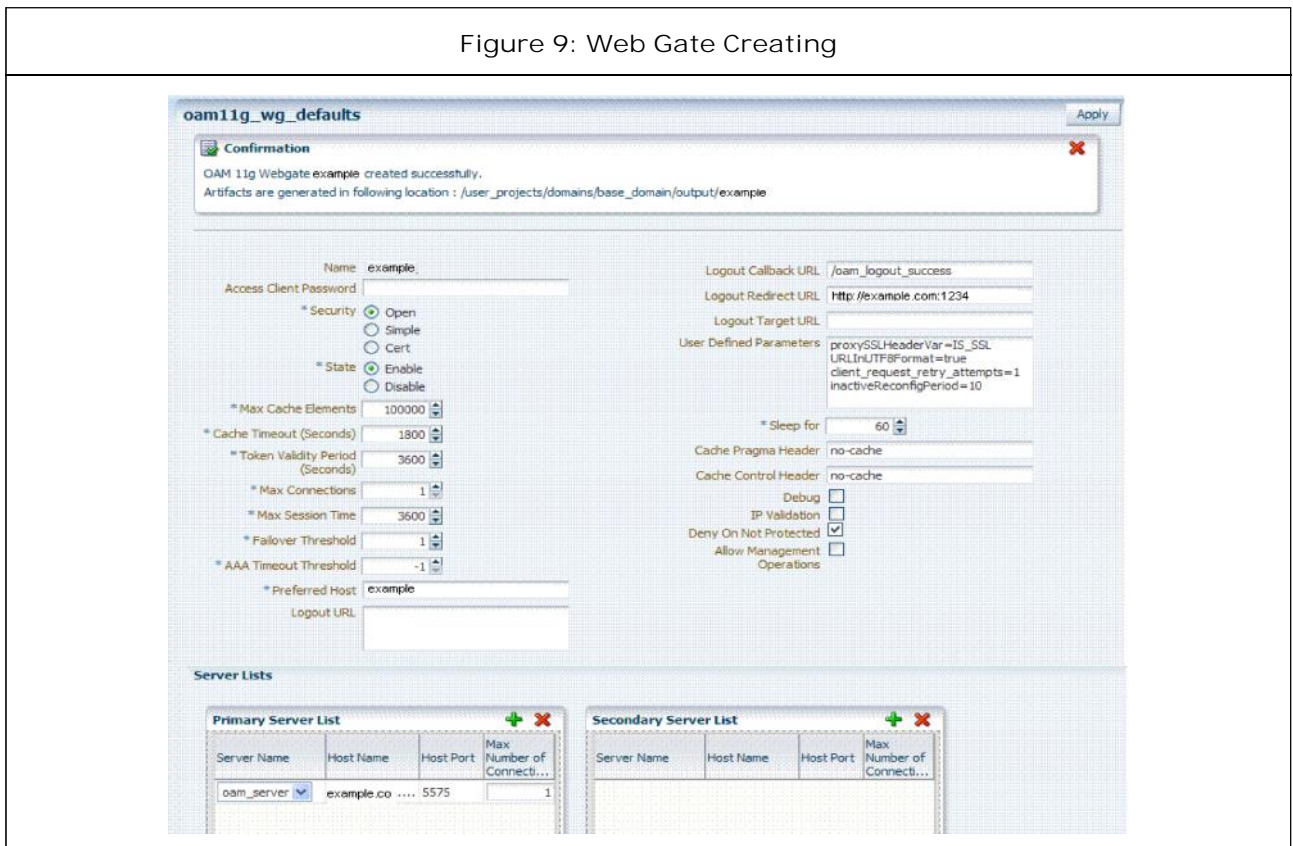 Figure 9: Web Gate Creating
oam11g_wg_defaults
Apply
Confirmation
OAM 11g Webgate example created successfully.
Artifacts are generated in following location : /user_projects/domains/base_domain/output/example
Name example
Access Client Password
* Security Open
Simple
Cert
* State Enable
Disable
* Max Cache Elements 100000
* Cache Timeout (Seconds) 1800
* Token Validity Period
(Seconds) 3600
* Max Connections 1
* Max Session Time 3600
* Failover Threshold 1
* AAA Timeout Threshold -1
* Preferred Host example
Logout URL
Logout Callback URL /oam_logout_success
Logout Redirect URL http://example.com:1234
Logout Target URL
User Defined Parameters proxySSLHeaderVar=IS_SSL
URLInUTF8Format=true
client_request_retry_attempts=1
inactiveReconfigPeriod=10
* Sleep for 60
Cache Pragma Header no-cache
Cache Control Header no-cache
Debug
IP Validation
Deny On Not Protected
Allow Management
Operations
Server Lists
Primary Server List
Server Name Host Name Host Port Max
Number of
Connecti...
oam_server example.co .... 5575 1
Secondary Server List
Server Name Host Name Host Port Max
Number of
Connecti...